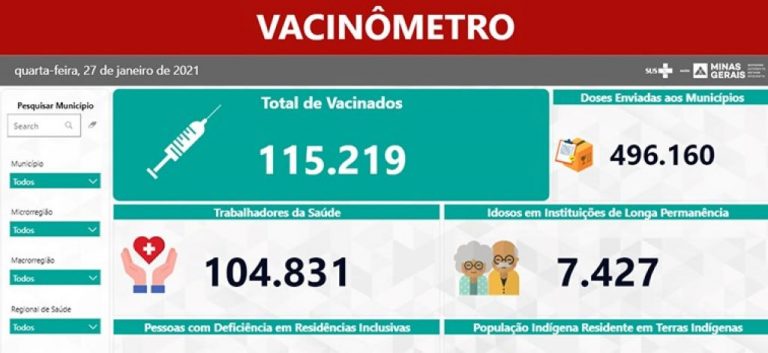 VACINÔMETRO
quarta-feira, 27 de janeiro de 2021
SUS
MINAS
GERAIS
Pesquisar Município
Search
Município
Todos
Microrregião
Todos
Macrorregião
Todos
Regional de Saúde
Todos
Total de Vacinados
115.219
Doses Enviadas aos Municípios
496.160
Trabalhadores da Saúde
104.831
Idosos em Instituições de Longa Permanência
7.427
Pessoas com Deficiência em Residências Inclusivas
População Indígena Residente em Terras Indígenas